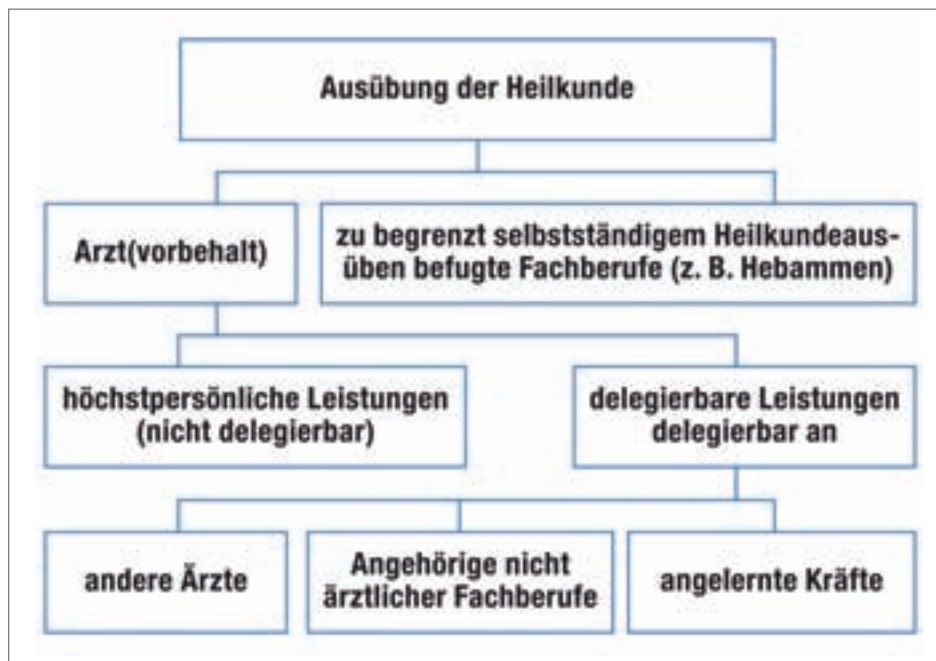 Ausübung der Heilkunde
Arzt(vorbehalt)
zu begrenzt selbstständigem Heilkundeaus-
üben befugte Fachberufe (z. B. Hebammen)
höchstpersönliche Leistungen
(nicht delegierbar)
delegierbare Leistungen
delegierbar an
andere Ärzte
Angehörige nicht
ärztlicher Fachberufe
angelernte Kräfte